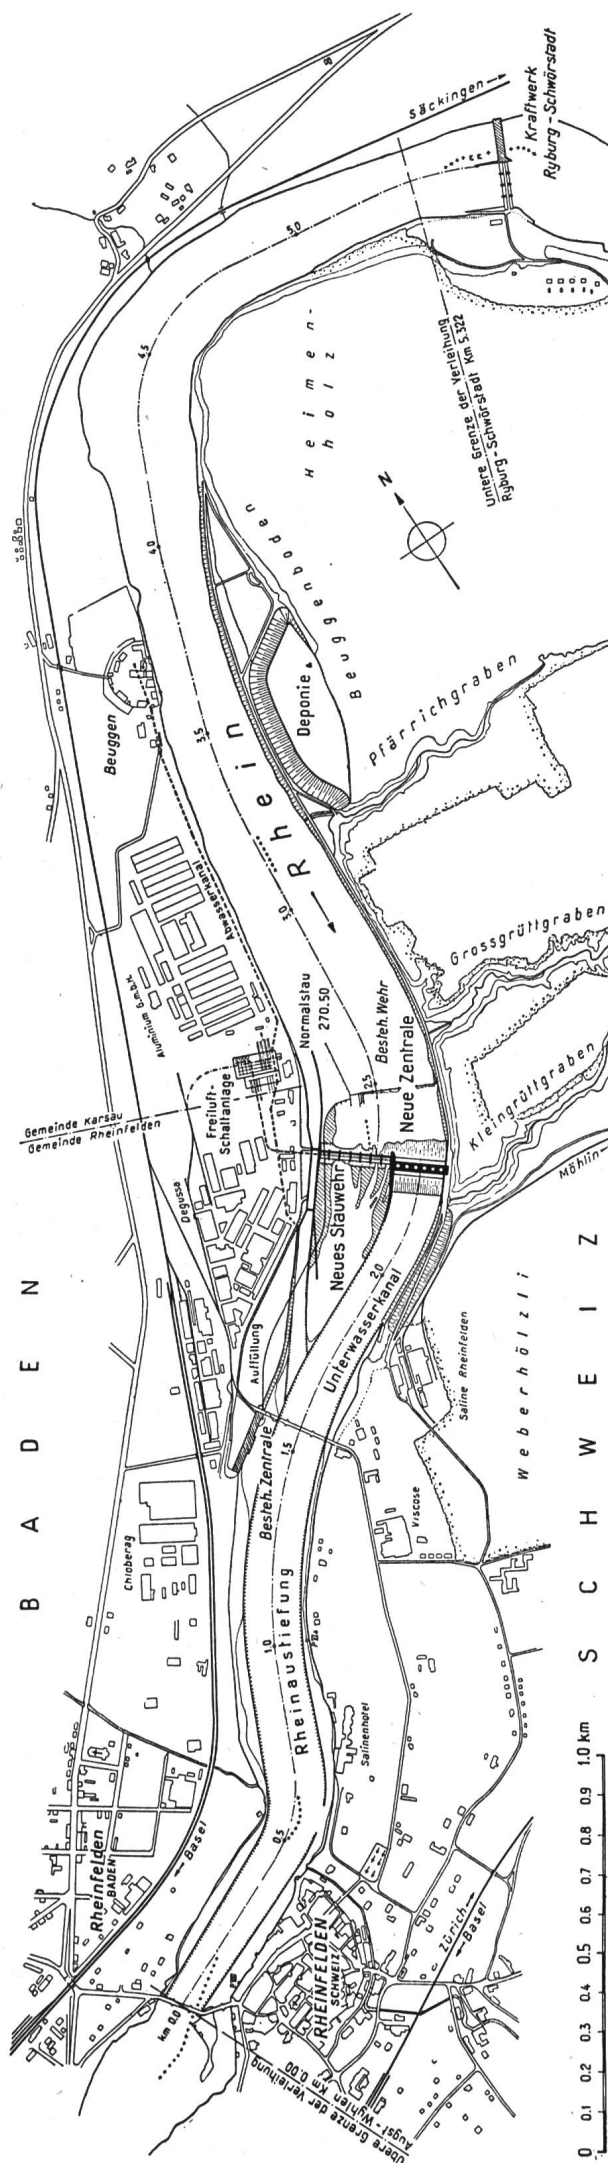 BADEN
SCHWEIZ
Säckingen
Kraftwerk
Ryburg-Schwörstadt
5.0
4.5
4.0
3.5
3.0
2.5
2.0
1.5
1.0
0.5
km 0.0
Untere Grenze der Verleihung
Ryburg-Schwörstadt Km 5.322
Heimen-
holz
N
Beuggenboden
Deponie
Pfärrichgraben
Beuggen
Rhein
Abwasserkanal
Aluminium G.m.b.H.
Grossgrüttgraben
Kleingrüttgraben
Möhlin
Normalstau
270.50
Besteh. Wehr
Neue Zentrale
Freiluft-
Schaltanlage
Gemeinde Karsau
Gemeinde Rheinfelden
Degussa
Neues Stauwehr
Unterwasserkanal
Auffüllung
Weberhölzli
Saline Rheinfelden
Besteh. Zentrale
Viscose
Chloberag
Rheinaustiefung
Salinenhotel
Rheinfelden
BADEN
Basel
RHEINFELDEN
SCHWEIZ
Zürich
Basel
Obere Grenze der Verleihung
Augst-Wyhlen Km 0.00
0 0.1 0.2 0.3 0.4 0.5 0.6 0.7 0.8 0.9 1.0 km